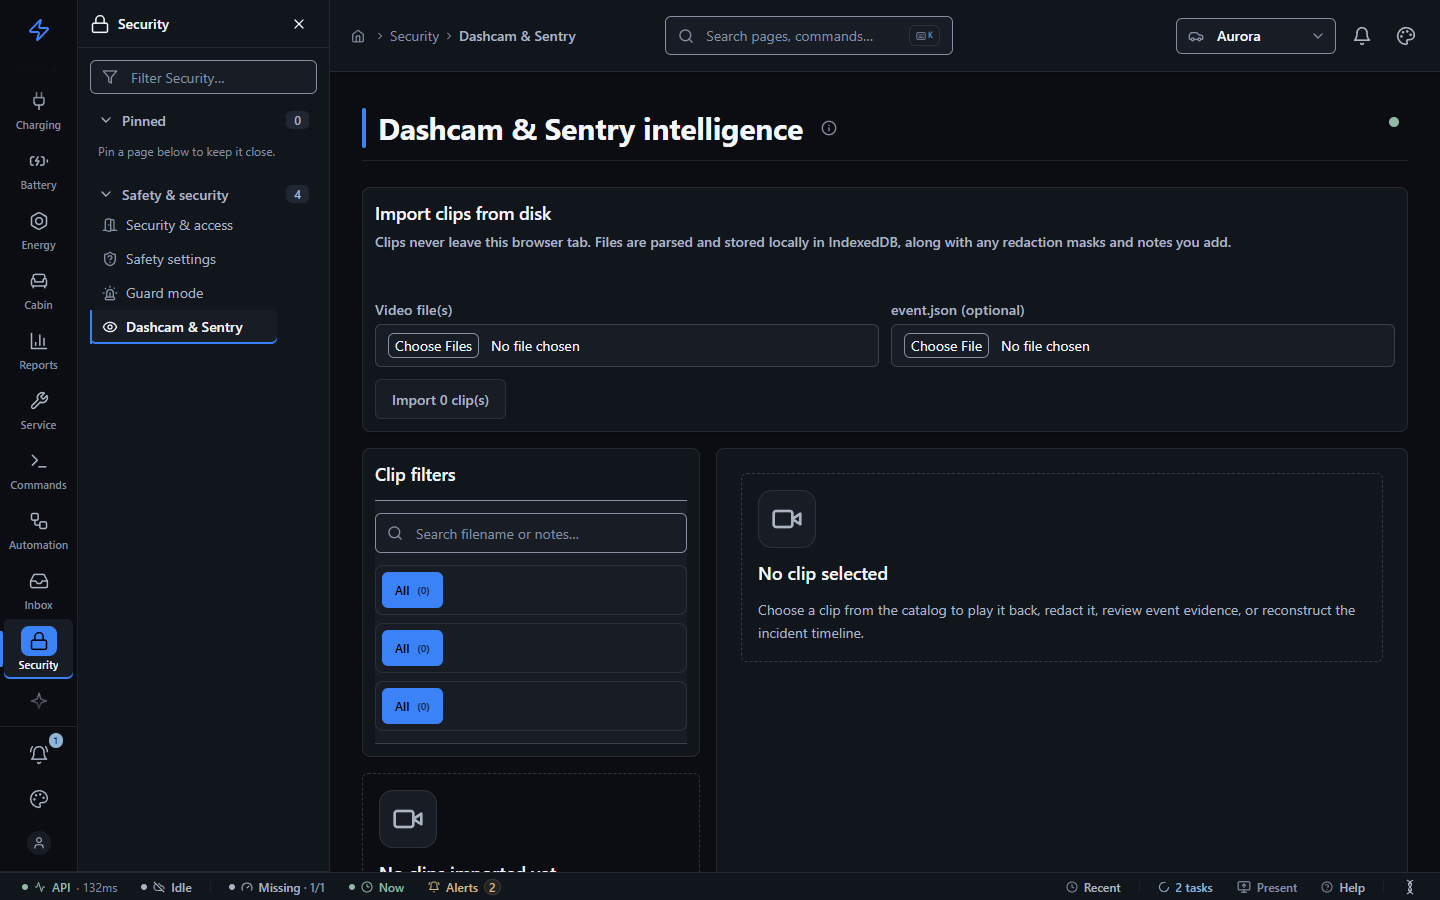 Security
Security
Dashcam & Sentry
Search pages, commands...
K
Aurora
Charging
Battery
Energy
Cabin
Reports
Service
Commands
Automation
Inbox
Security
1
Filter Security...
Pinned
0
Pin a page below to keep it close.
Safety & security
4
Security & access
Safety settings
Guard mode
Dashcam & Sentry
Dashcam & Sentry intelligence
Import clips from disk
Clips never leave this browser tab. Files are parsed and stored locally in IndexedDB, along with any redaction masks and notes you add.
Video file(s)
Choose Files No file chosen
event.json (optional)
Choose File No file chosen
Import 0 clip(s)
Clip filters
Search filename or notes...
All (0)
All (0)
All (0)
No clips imported yet
No clip selected
Choose a clip from the catalog to play it back, redact it, review event evidence, or reconstruct the
incident timeline.
API · 132ms
Idle
Missing · 1/1
Now
Alerts 2
Recent
2 tasks
Present
Help